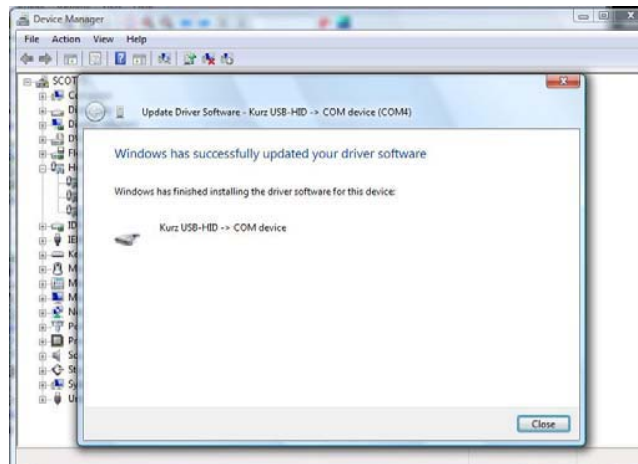 Device Manager
File Action View Help
SCOT
Update Driver Software - Kurz USB-HID -> COM device (COM4)
Windows has successfully updated your driver software
Windows has finished installing the driver software for this device:
Kurz USB-HID -> COM device
Close